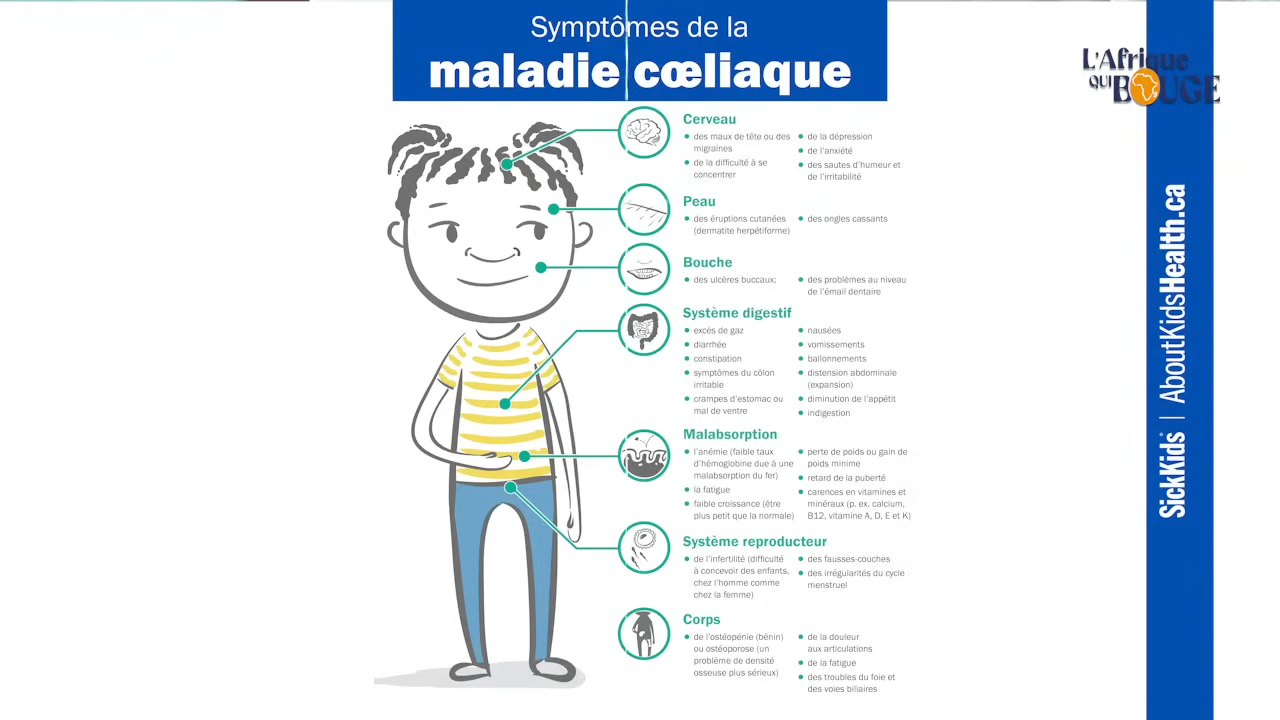 Symptômes de la
maladie cœliaque
L'Afrique
QUI BOUGE
Cerveau
des maux de tête ou des
migraines
de la difficulté à se
concentrer
de la dépression
de l'anxiété
des sautes d'humeur et
de l'irritabilité
Peau
des éruptions cutanées
(dermatite herpétiforme)
des ongles cassants
Bouche
des ulcères buccaux;
des problèmes au niveau
de l'émail dentaire
Système digestif
excès de gaz
diarrhée
constipation
symptômes du côlon
irritable
crampes d'estomac ou
mal de ventre
nausées
vomissements
ballonnements
distension abdominale
(expansion)
diminution de l'appétit
indigestion
Malabsorption
l'anémie (faible taux
d'hémoglobine due à une
malabsorption du fer)
la fatigue
faible croissance (être
plus petit que la normale)
perte de poids ou gain de
poids minime
retard de la puberté
carences en vitamines et
minéraux (p. ex. calcium,
B12, vitamine A, D, E et K)
Système reproducteur
de l'infertilité (difficulté
à concevoir des enfants,
chez l'homme comme
chez la femme)
des fausses-couches
des irrégularités du cycle
menstruel
Corps
de l'ostéopénie (bénin)
ou ostéoporose (un
problème de densité
osseuse plus sérieux)
de la douleur
aux articulations
de la fatigue
des troubles du foie et
des voies biliaires
SickKids | AboutKidsHealth.ca